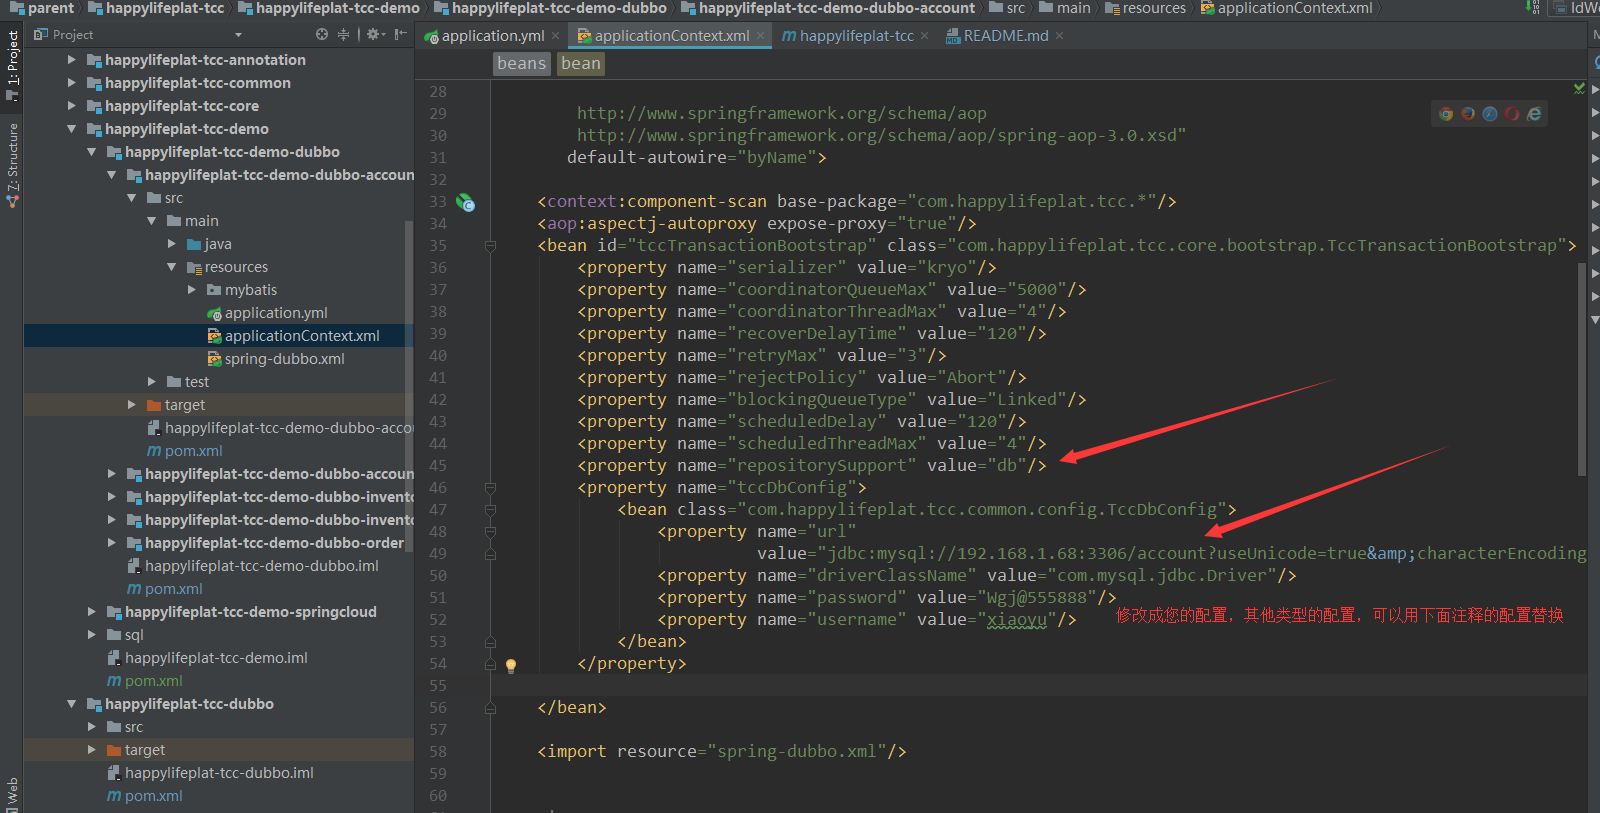 parent
happylifeplat-tcc
happylifeplat-tcc-demo
happylifeplat-tcc-demo-dubbo
happylifeplat-tcc-demo-dubbo-account
src
main
resources
applicationContext.xml
IdWo
1: Project
Z: Structure
Web
Project
happylifeplat-tcc-annotation
happylifeplat-tcc-common
happylifeplat-tcc-core
happylifeplat-tcc-demo
happylifeplat-tcc-demo-dubbo
happylifeplat-tcc-demo-dubbo-accoun
src
main
java
resources
mybatis
application.yml
applicationContext.xml
spring-dubbo.xml
test
target
happylifeplat-tcc-demo-dubbo-accou
pom.xml
happylifeplat-tcc-demo-dubbo-accour
happylifeplat-tcc-demo-dubbo-invento
happylifeplat-tcc-demo-dubbo-invento
happylifeplat-tcc-demo-dubbo-order
happylifeplat-tcc-demo-dubbo.iml
pom.xml
happylifeplat-tcc-demo-springcloud
sql
happylifeplat-tcc-demo.iml
pom.xml
happylifeplat-tcc-dubbo
src
target
happylifeplat-tcc-dubbo.iml
pom.xml
application.yml
applicationContext.xml
happylifeplat-tcc
README.md
beans
bean
28
29 http://www.springframework.org/schema/aop
30 http://www.springframework.org/schema/aop/spring-aop-3.0.xsd"
31 default-autowire="byName">
32
33 <context:component-scan base-package="com.happylifeplat.tcc.*"/>
34 <aop:aspectj-autoproxy expose-proxy="true"/>
35 <bean id="tccTransactionBootstrap" class="com.happylifeplat.tcc.core.bootstrap.TccTransactionBootstrap">
36 <property name="serializer" value="kryo"/>
37 <property name="coordinatorQueueMax" value="5000"/>
38 <property name="coordinatorThreadMax" value="4"/>
39 <property name="recoverDelayTime" value="120"/>
40 <property name="retryMax" value="3"/>
41 <property name="rejectPolicy" value="Abort"/>
42 <property name="blockingQueueType" value="Linked"/>
43 <property name="scheduledDelay" value="120"/>
44 <property name="scheduledThreadMax" value="4"/>
45 <property name="repositorySupport" value="db"/>
46 <property name="tccDbConfig">
47 <bean class="com.happylifeplat.tcc.common.config.TccDbConfig">
48 <property name="url"
49 value="jdbc:mysql://192.168.1.68:3306/account?useUnicode=true&amp;characterEncoding
50 <property name="driverClassName" value="com.mysql.jdbc.Driver"/>
51 <property name="password" value="Wgj@555888"/>
52 <property name="username" value="xiaoyu"/> 修改成您的配置，其他类型的配置，可以用下面注释的配置替换
53 </bean>
54 </property>
55
56 </bean>
57
58 <import resource="spring-dubbo.xml"/>
59
60